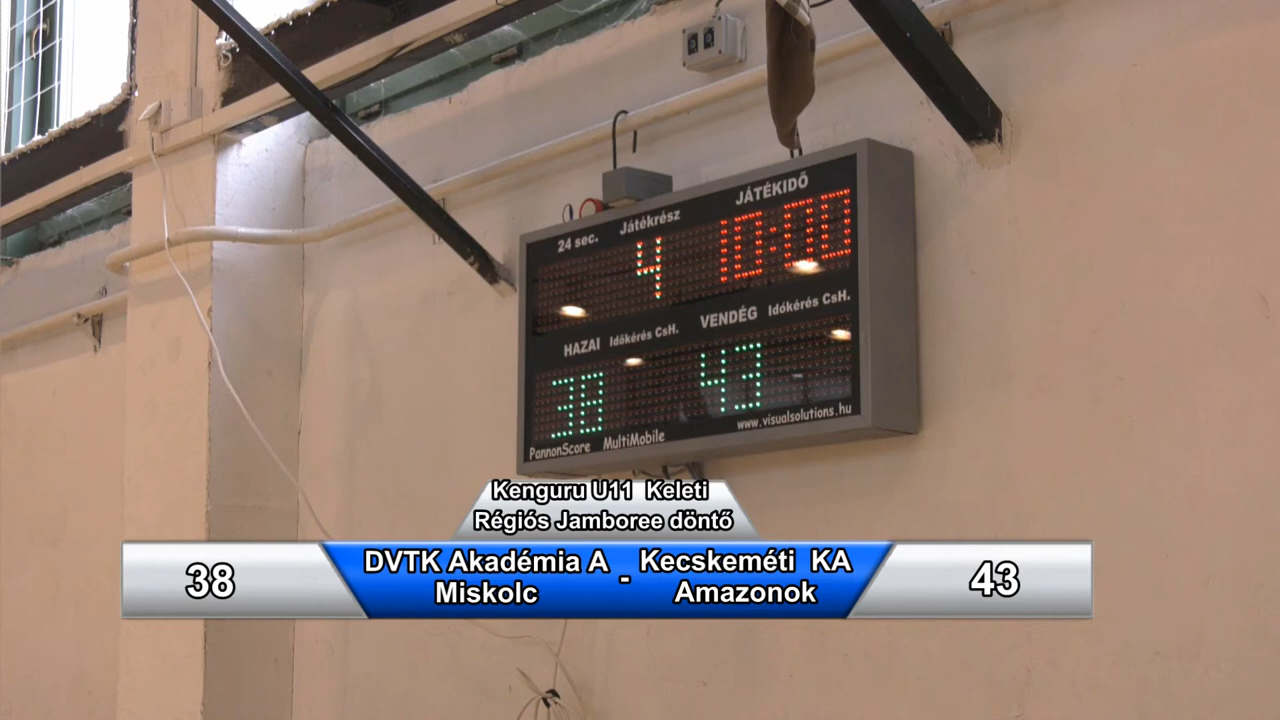 24 sec. Játékrész JÁTÉKIDŐ
4 10:00
HAZAI Időkérés CsH. VENDÉG Időkérés CsH.
38 43
PannonScore MultiMobile www.visualsolutions.hu
Kenguru U11 Keleti
Régiós Jamboree döntő
38 DVTK Akadémia A - Kecskeméti KA 43
Miskolc Amazonok